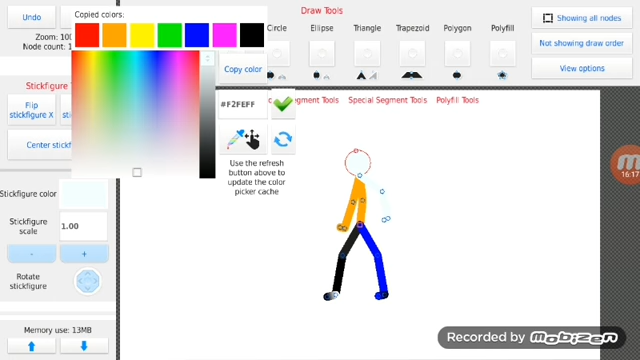 Undo
Copied colors:
Draw Tools
Circle
Ellipse
Triangle
Trapezoid
Polygon
Polyfill
Showing all nodes
Not showing draw order
View options
Zoom: 10
Node count: 1
Copy color
#F2FEFF
Segment Tools
Special Segment Tools
Polyfill Tools
Stickfigure
Flip
stickfigure X
Center stickf
Use the refresh
button above to
update the color
picker cache
Stickfigure color
Stickfigure
scale
1.00
-
+
Rotate
stickfigure
Memory use: 13MB
16:17
Recorded by Mobizen